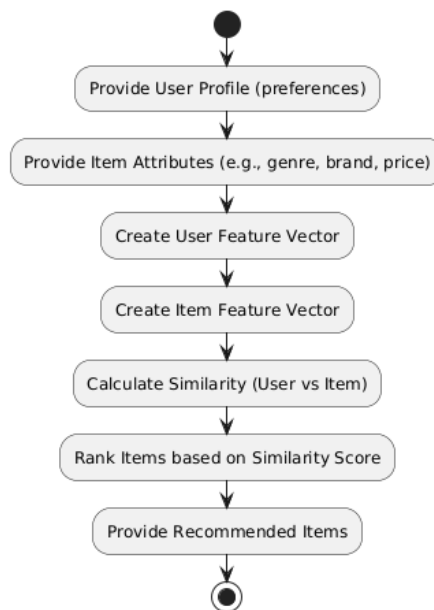 Provide User Profile (preferences)
Provide Item Attributes (e.g., genre, brand, price)
Create User Feature Vector
Create Item Feature Vector
Calculate Similarity (User vs Item)
Rank Items based on Similarity Score
Provide Recommended Items